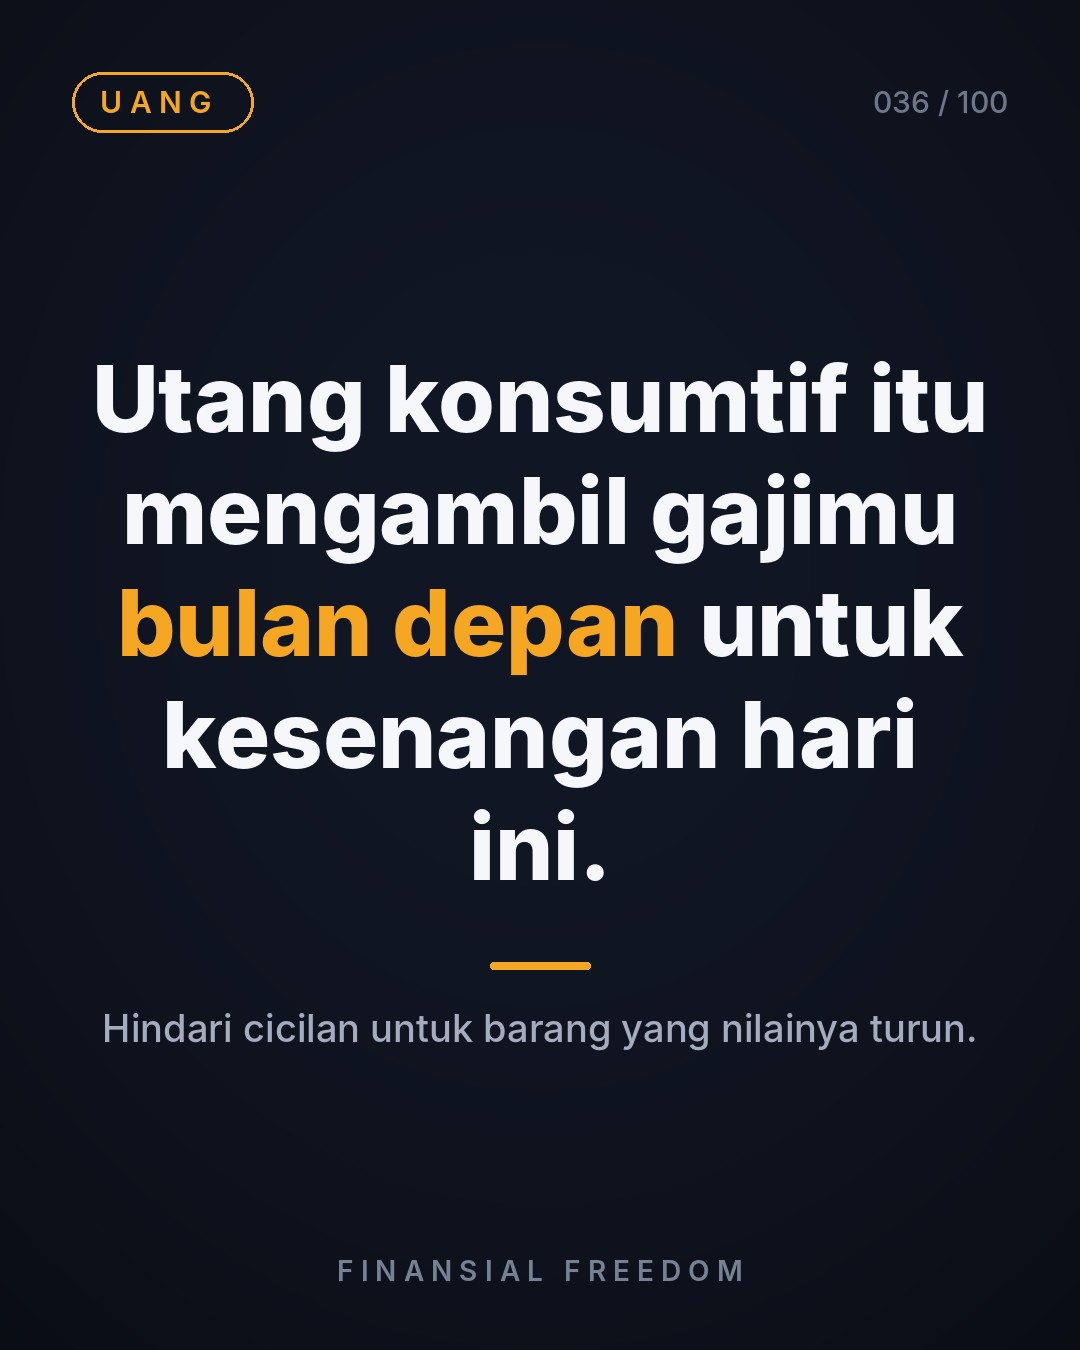 UANG
036 / 100
Utang konsumtif itu
mengambil gajimu
bulan depan untuk
kesenangan hari
ini.
Hindari cicilan untuk barang yang nilainya turun.
FINANSIAL FREEDOM